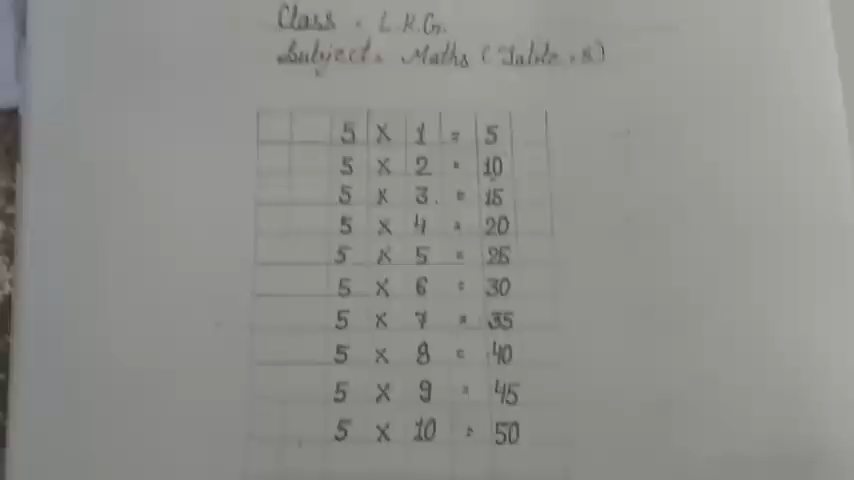 Class : L.K.G.
Subject : Maths (Table : 5)
5 X 1 = 5
5 X 2 = 10
5 X 3 = 15
5 X 4 = 20
5 X 5 = 25
5 X 6 = 30
5 X 7 = 35
5 X 8 = 40
5 X 9 = 45
5 X 10 = 50